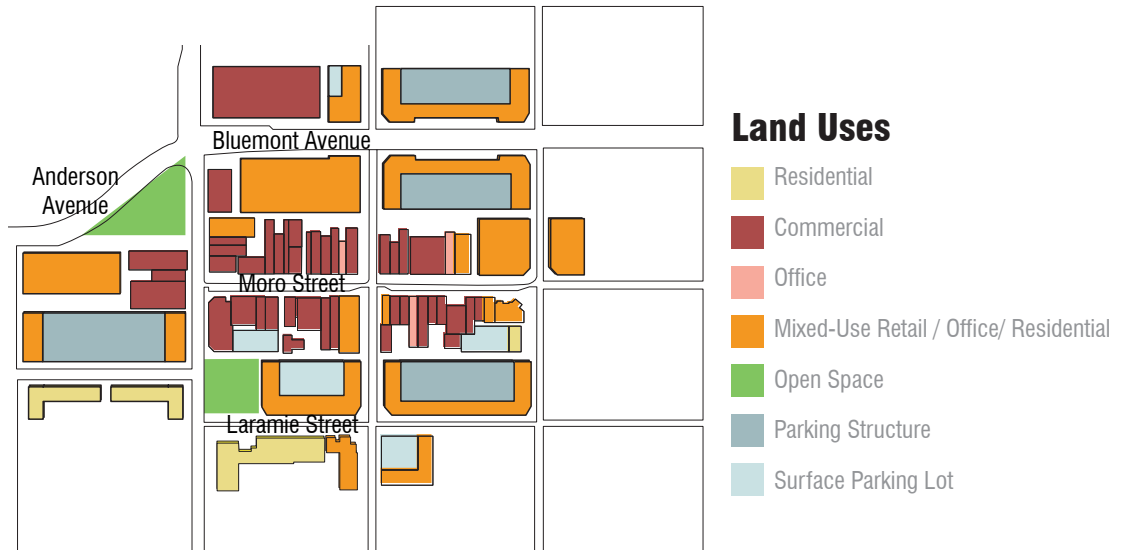 Bluemont Avenue
Anderson
Avenue
Moro Street
Laramie Street
Land Uses
Residential
Commercial
Office
Mixed-Use Retail / Office/ Residential
Open Space
Parking Structure
Surface Parking Lot